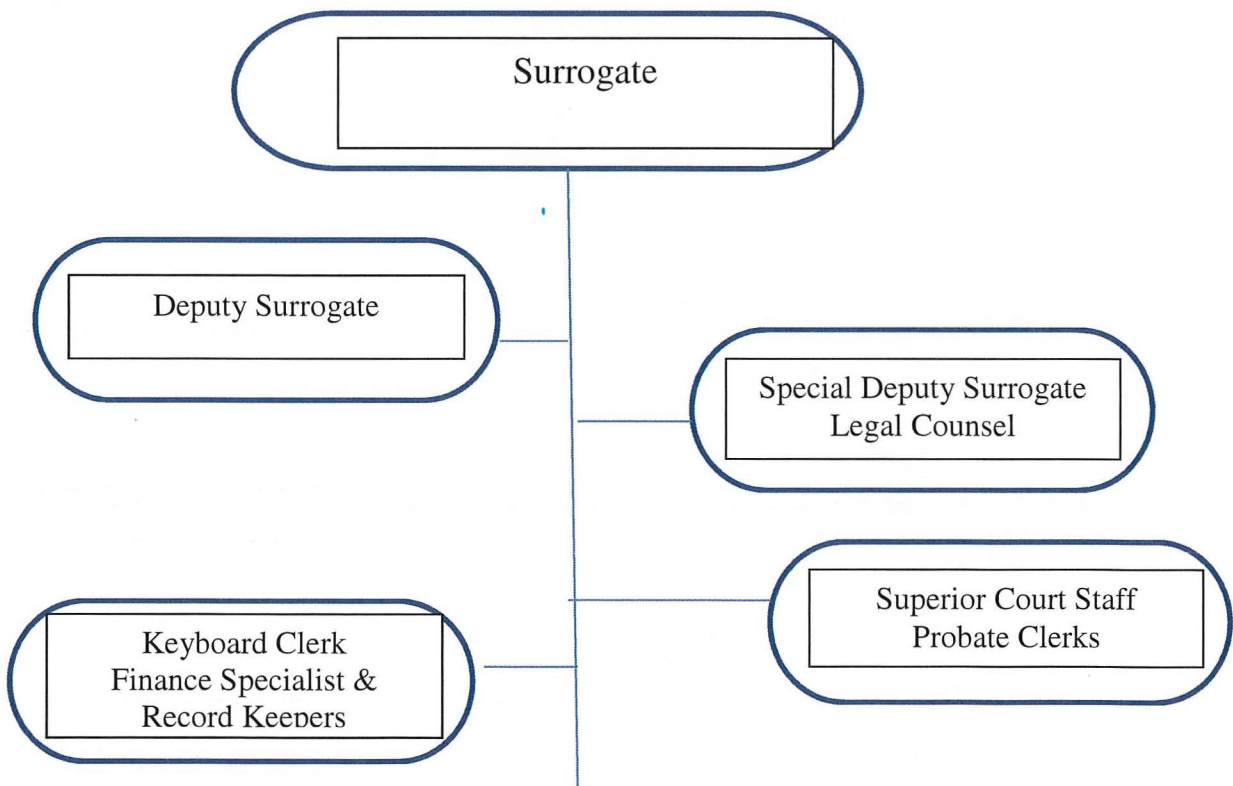 Surrogate
Deputy Surrogate
Special Deputy Surrogate
Legal Counsel
Superior Court Staff
Probate Clerks
Keyboard Clerk
Finance Specialist &
Record Keepers